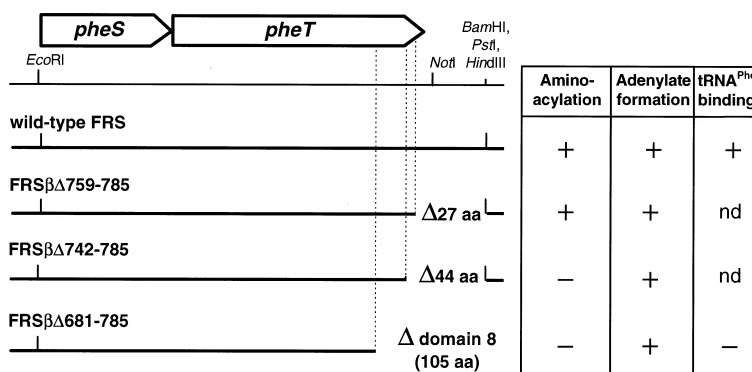 pheS
pheT
EcoRI
NotI
BamHI,
PstI,
HindIII
Amino-
acylation
Adenylate
formation
tRNAPhe
binding
wild-type FRS
+ + +
FRSβΔ759-785
Δ27 aa
+ + nd
FRSβΔ742-785
Δ44 aa
− + nd
FRSβΔ681-785
Δ domain 8
(105 aa)
− + −